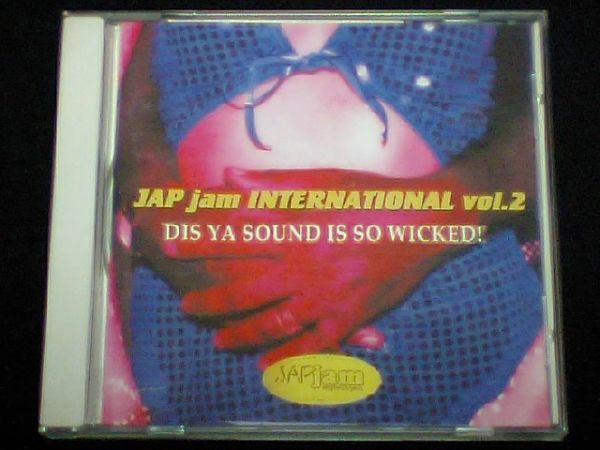 JAP jam INTERNATIONAL vol.2
DIS YA SOUND IS SO WICKED!
JAPjam